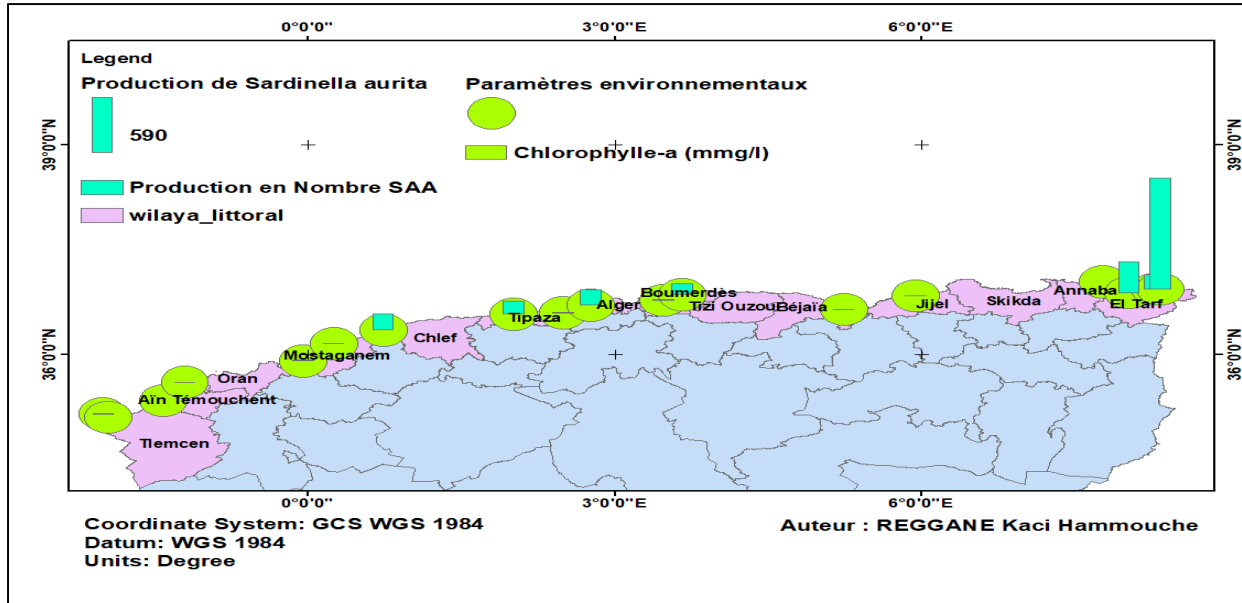 0°0'0" 3°0'0"E 6°0'0"E
Legend
Production de Sardinella aurita
Paramètres environnementaux
590
Chlorophylle-a (mmg/l)
Production en Nombre SAA
wilaya_littoral
39°0'0"N
39°0'0"N
36°0'0"N
36°0'0"N
Annaba
El Tarf
Skikda
Jijel
Béjaïa
Boumerdès
Tizi Ouzou
Alger
Tipaza
Chlef
Mostaganem
Oran
Aïn Témouchent
Tlemcen
0°0'0" 3°0'0"E 6°0'0"E
Coordinate System: GCS WGS 1984
Datum: WGS 1984
Units: Degree
Auteur : REGGANE Kaci Hammouche